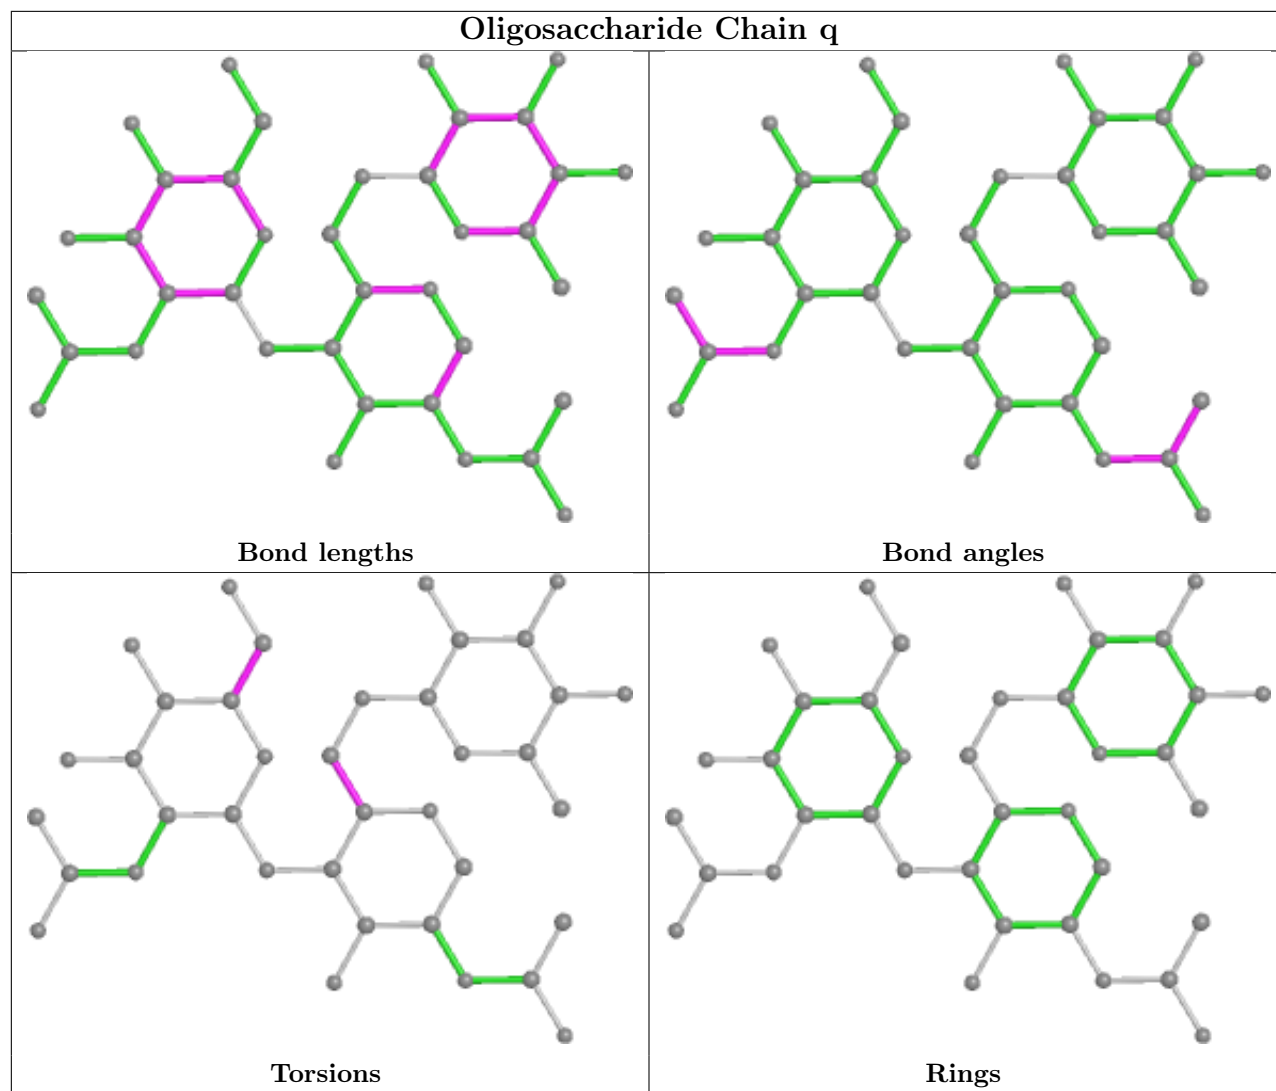 Oligosaccharide Chain q
Bond lengths
Bond angles
Torsions
Rings